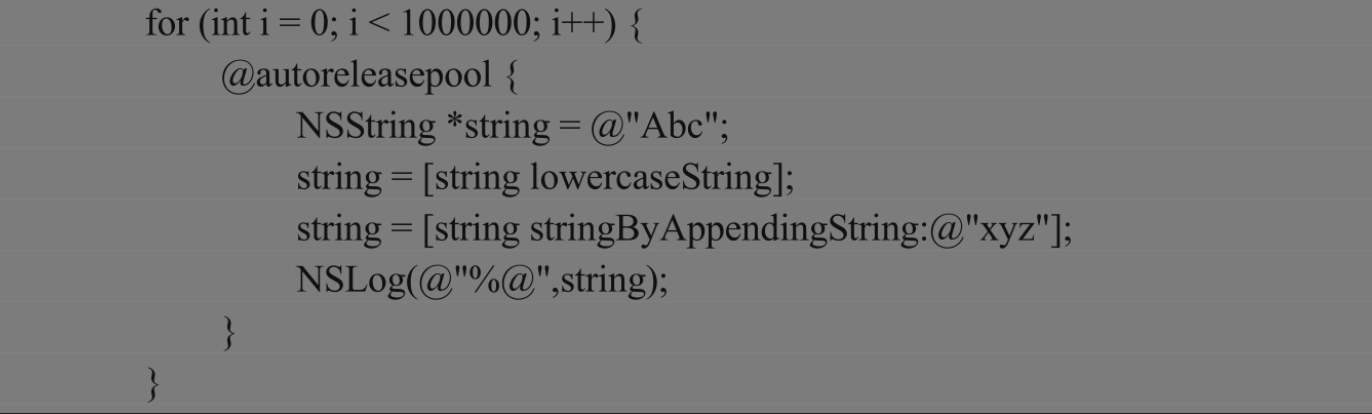 for (int i = 0; i < 1000000; i++) {
@autoreleasepool {
NSString *string = @"Abc";
string = [string lowercaseString];
string = [string stringByAppendingString:@"xyz"];
NSLog(@"%@",string);
}
}